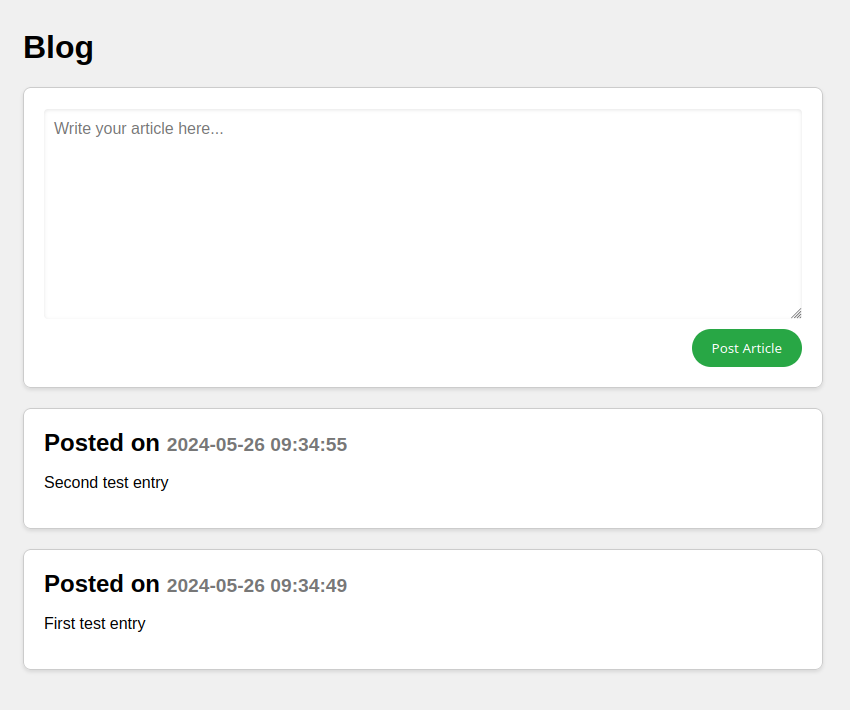 Blog
Write your article here...
Post Article
Posted on 2024-05-26 09:34:55
Second test entry
Posted on 2024-05-26 09:34:49
First test entry